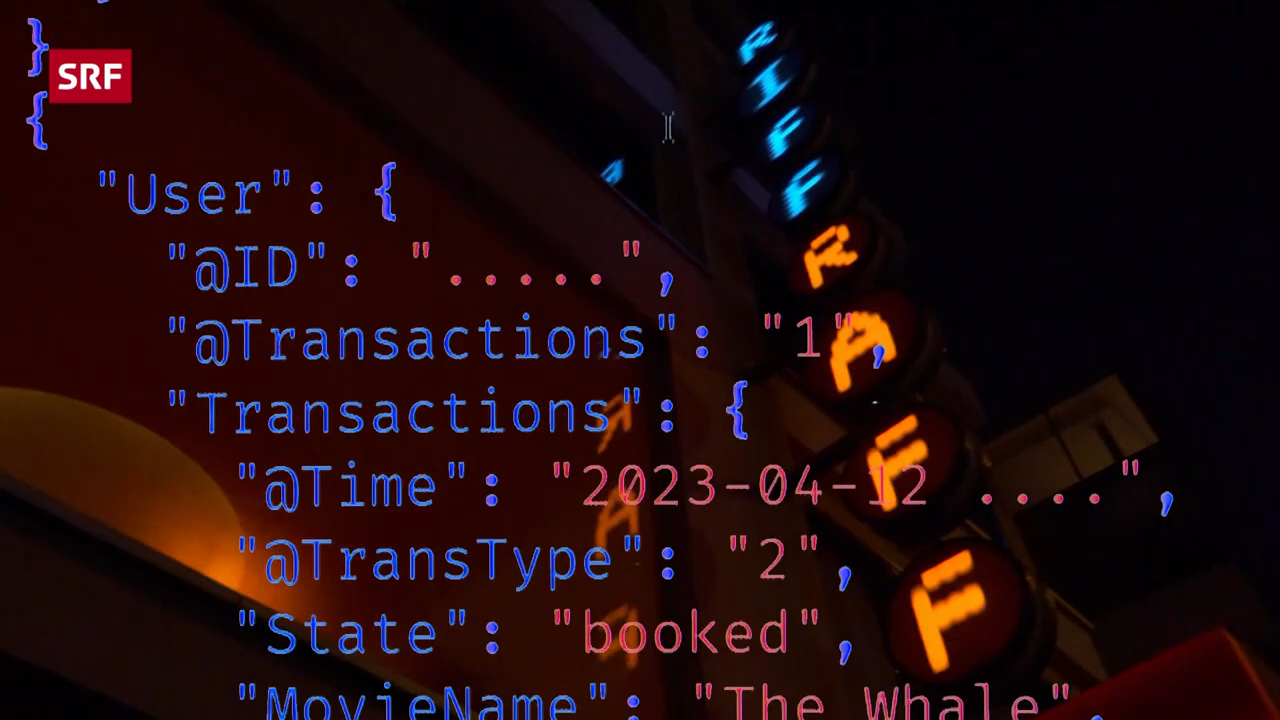 }
SRF
{
"User": {
"@ID": ".....",
"@Transactions": "1",
"Transactions": {
"@Time": "2023-04-12 ....",
"@TransType": "2",
"State": "booked",
"MovieName": "The Whale",
RIFFRAFF